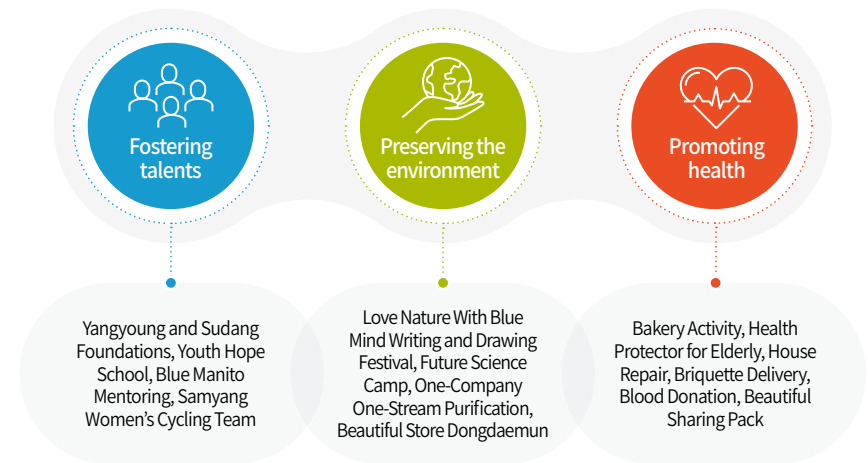 Fostering
talents
Preserving the
environment
Promoting
health
Yangyoung and Sudang
Foundations, Youth Hope
School, Blue Manito
Mentoring, Samyang
Women's Cycling Team
Love Nature With Blue
Mind Writing and Drawing
Festival, Future Science
Camp, One-Company
One-Stream Purification,
Beautiful Store Dongdaemun
Bakery Activity, Health
Protector for Elderly, House
Repair, Briquette Delivery,
Blood Donation, Beautiful
Sharing Pack